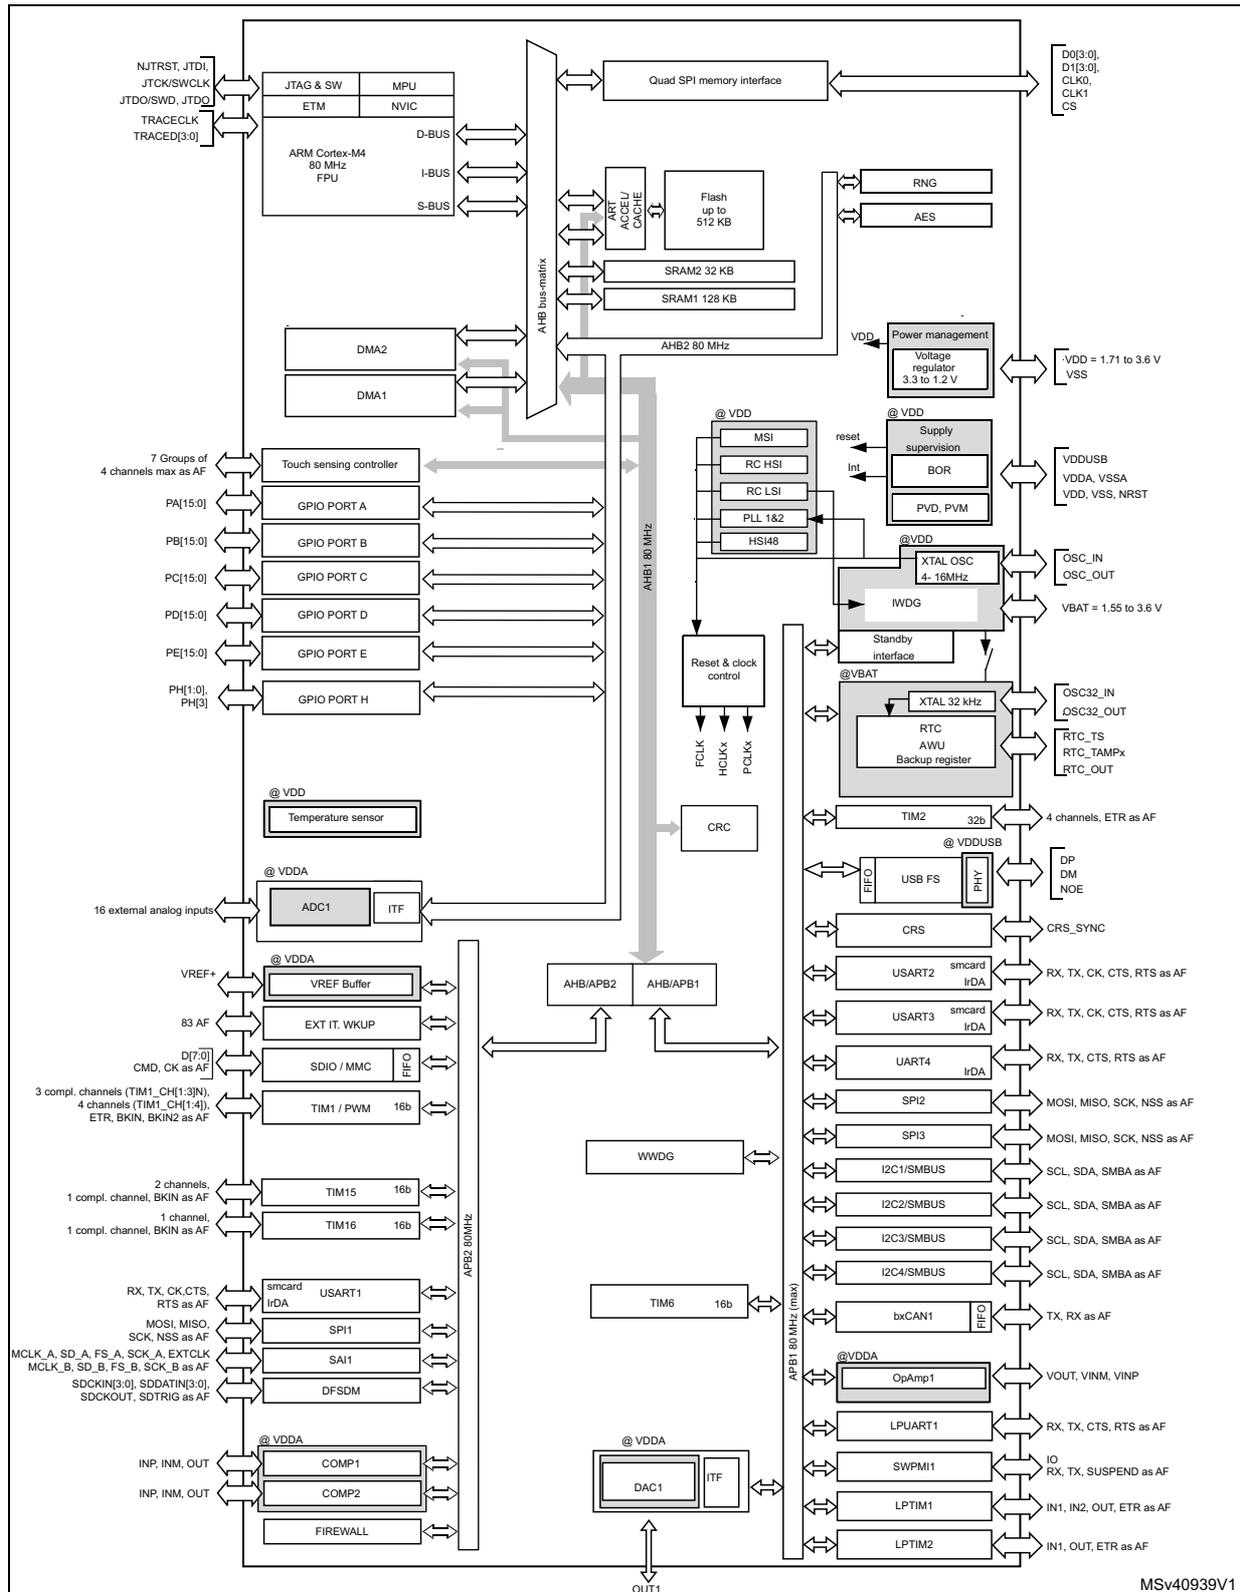 NJTRST, JTDI,
JTCK/SWCLK
JTDO/SWD, JTDO
TRACECLK
TRACED[3:0]
JTAG & SW
MPU
ETM
NVIC
ARM Cortex-M4
80 MHz
FPU
D-BUS
I-BUS
S-BUS
AHB bus-matrix
Quad SPI memory interface
D0[3:0],
D1[3:0],
CLK0,
CLK1
CS
ART
ACCEL/
CACHE
Flash
up to
512 KB
SRAM2 32 KB
SRAM1 128 KB
RNG
AES
AHB2 80 MHz
DMA2
DMA1
VDD
Power management
Voltage
regulator
3.3 to 1.2 V
VDD = 1.71 to 3.6 V
VSS
@ VDD
MSI
RC HSI
RC LSI
PLL 1&2
HSI48
@ VDD
reset
Int
Supply
supervision
BOR
PVD, PVM
VDDUSB
VDDA, VSSA
VDD, VSS, NRST
7 Groups of
4 channels max as AF
Touch sensing controller
PA[15:0]
GPIO PORT A
PB[15:0]
GPIO PORT B
PC[15:0]
GPIO PORT C
PD[15:0]
GPIO PORT D
PE[15:0]
GPIO PORT E
PH[1:0],
PH[3]
GPIO PORT H
AHB1 80 MHz
@VDD
XTAL OSC
4- 16MHz
OSC_IN
OSC_OUT
IWDG
VBAT = 1.55 to 3.6 V
Standby
interface
Reset & clock
control
FCLK
HCLKx
PCLKx
@VBAT
XTAL 32 kHz
OSC32_IN
OSC32_OUT
RTC
AWU
Backup register
RTC_TS
RTC_TAMPx
RTC_OUT
@ VDD
Temperature sensor
CRC
TIM2
32b
4 channels, ETR as AF
@ VDDUSB
FIFO
USB FS
PHY
DP
DM
NOE
@ VDDA
16 external analog inputs
ADC1
ITF
CRS
CRS_SYNC
@ VDDA
VREF+
VREF Buffer
83 AF
EXT IT. WKUP
D[7:0]
CMD, CK as AF
SDIO / MMC
FIFO
3 compl. channels (TIM1_CH[1:3]N),
4 channels (TIM1_CH[1:4]),
ETR, BKIN, BKIN2 as AF
TIM1 / PWM
16b
AHB/APB2
AHB/APB1
USART2
smcard
IrDA
RX, TX, CK, CTS, RTS as AF
USART3
smcard
IrDA
RX, TX, CK, CTS, RTS as AF
UART4
IrDA
RX, TX, CTS, RTS as AF
SPI2
MOSI, MISO, SCK, NSS as AF
SPI3
MOSI, MISO, SCK, NSS as AF
WWDG
I2C1/SMBUS
SCL, SDA, SMBA as AF
I2C2/SMBUS
SCL, SDA, SMBA as AF
I2C3/SMBUS
SCL, SDA, SMBA as AF
I2C4/SMBUS
SCL, SDA, SMBA as AF
2 channels,
1 compl. channel, BKIN as AF
TIM15
16b
1 channel,
1 compl. channel, BKIN as AF
TIM16
16b
APB2 80MHz
RX, TX, CK,CTS,
RTS as AF
smcard
IrDA
USART1
MOSI, MISO,
SCK, NSS as AF
SPI1
MCLK_A, SD_A, FS_A, SCK_A, EXTCLK
MCLK_B, SD_B, FS_B, SCK_B as AF
SAI1
SDCKIN[3:0], SDDATIN[3:0],
SDCKOUT, SDTRIG as AF
DFSDM
TIM6
16b
APB1 80 MHz (max)
bxCAN1
FIFO
TX, RX as AF
@VDDA
OpAmp1
VOUT, VINM, VINP
LPUART1
RX, TX, CTS, RTS as AF
SWPMI1
IO
RX, TX, SUSPEND as AF
LPTIM1
IN1, IN2, OUT, ETR as AF
LPTIM2
IN1, OUT, ETR as AF
@ VDDA
INP, INM, OUT
COMP1
INP, INM, OUT
COMP2
FIREWALL
@ VDDA
DAC1
ITF
OUT1
MSv40939V1